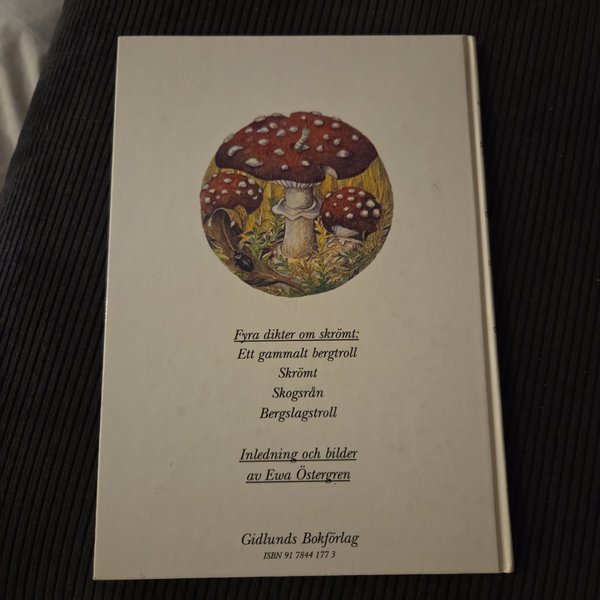 Fyra dikter om skrömt:
Ett gammalt bergtroll
Skrömt
Skogsrån
Bergslagstroll
Inledning och bilder
av Ewa Östergren
Gidlunds Bokförlag
ISBN 91 7844 177 3